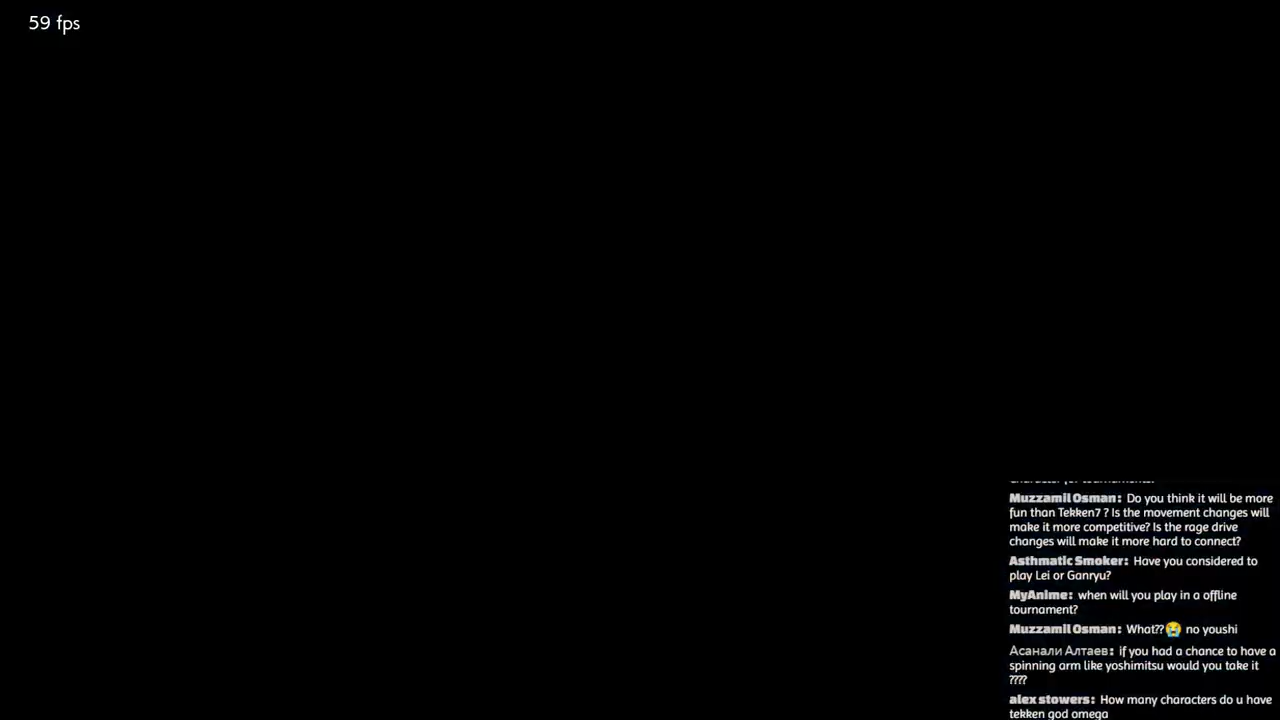 59 fps
Muzzamil Osman: Do you think it will be more
fun than Tekken7 ? Is the movement changes will
make it more competitive? Is the rage drive
changes will make it more hard to connect?
Asthmatic Smoker: Have you considered to
play Lei or Ganryu?
MyAnime: when will you play in a offline
tournament?
Muzzamil Osman: What??😭 no youshi
Асанали Алтаев: if you had a chance to have a
spinning arm like yoshimitsu would you take it
????
alex stowers: How many characters do u have
tekken god omega